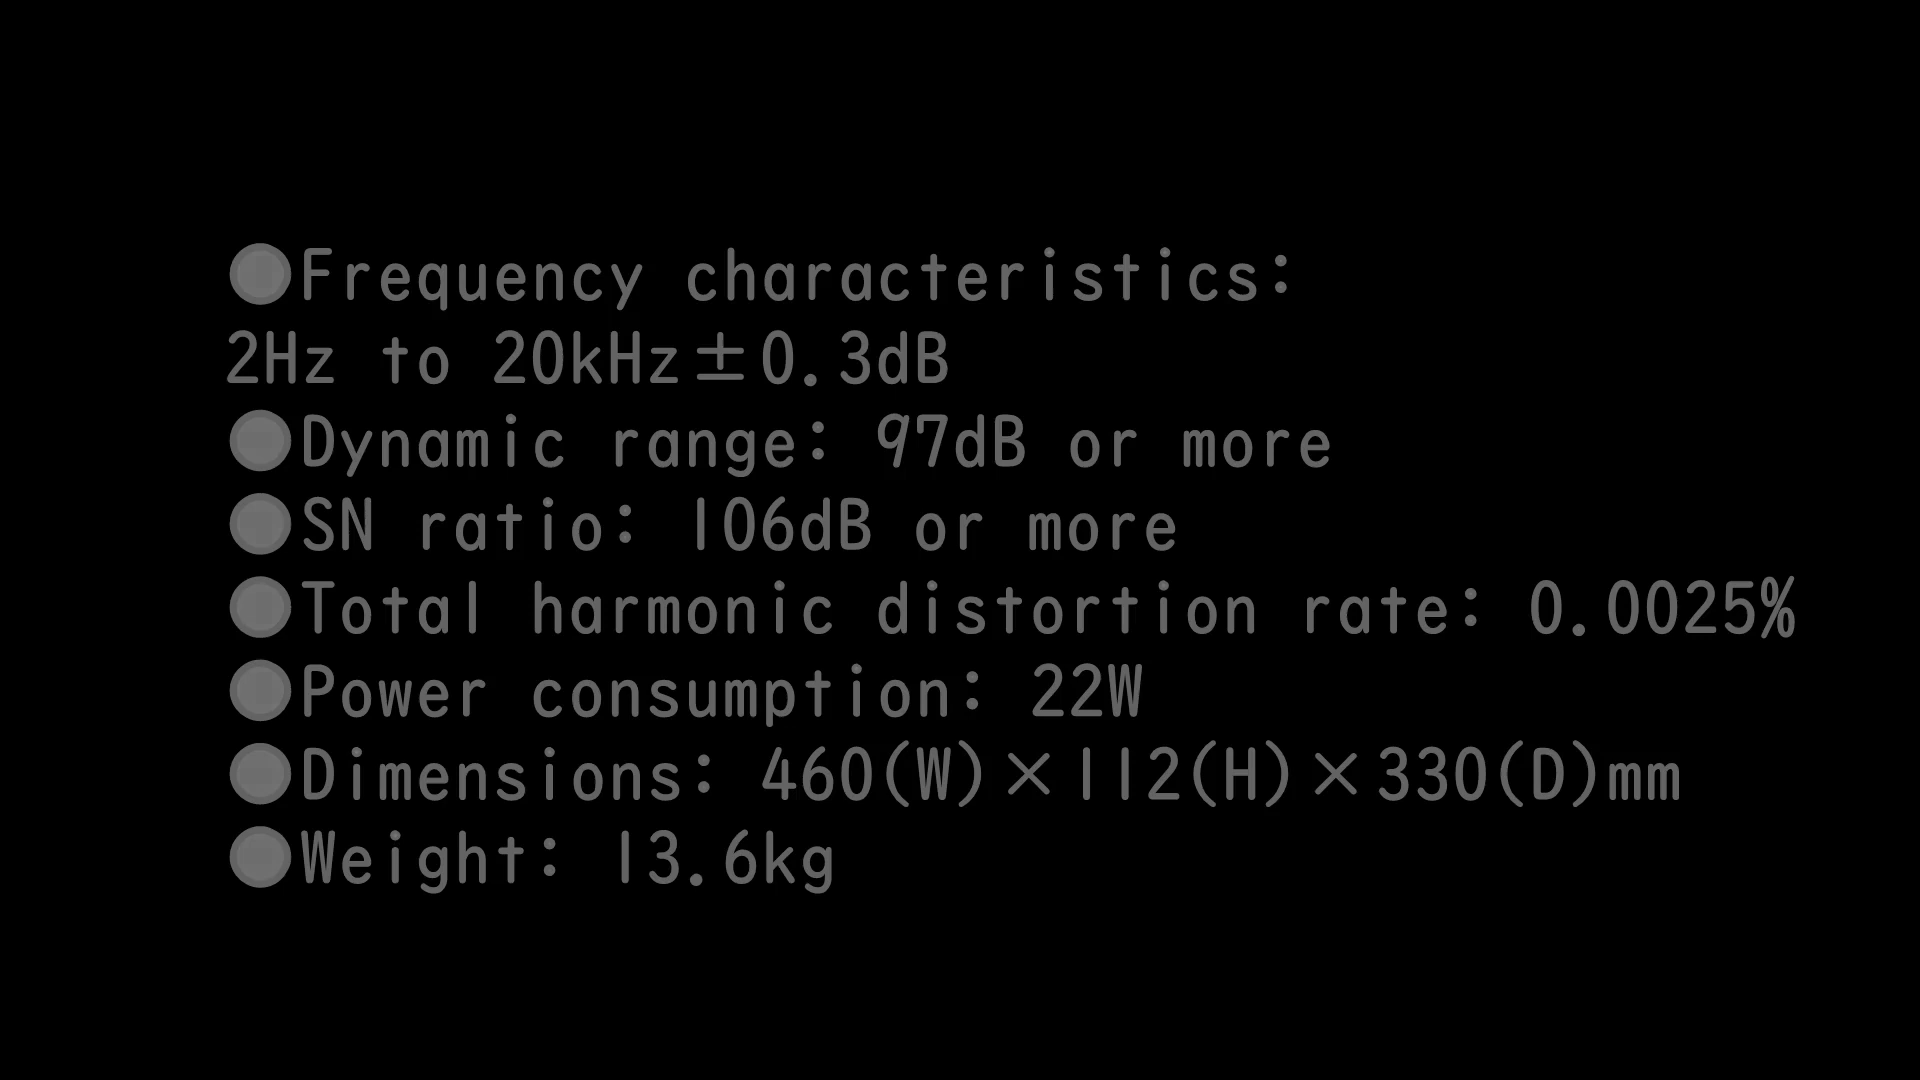 ●Frequency characteristics:
2Hz to 20kHz±0.3dB
●Dynamic range: 97dB or more
●SN ratio: 106dB or more
●Total harmonic distortion rate: 0.0025%
●Power consumption: 22W
●Dimensions: 460(W)×112(H)×330(D)mm
●Weight: 13.6kg